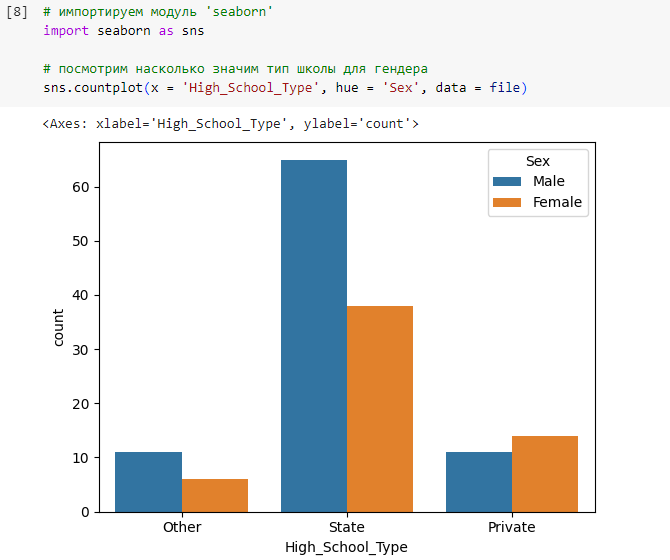 [8] # импортируем модуль 'seaborn'
import seaborn as sns
# посмотрим насколько значим тип школы для гендера
sns.countplot(x = 'High_School_Type', hue = 'Sex', data = file)
<Axes: xlabel='High_School_Type', ylabel='count'>
Sex
Male
Female
60
50
40
30
20
10
0
count
Other State Private
High_School_Type